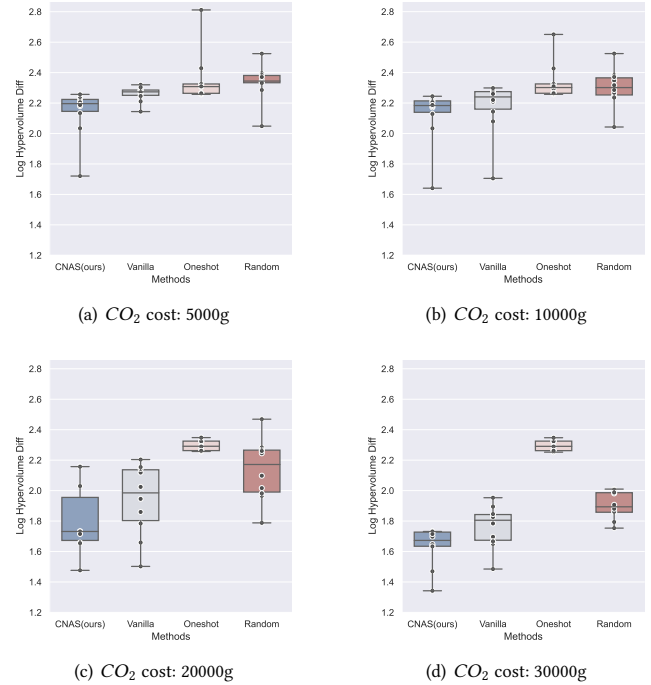 2.8
2.6
2.4
2.2
2.0
1.8
1.6
1.4
1.2
Log Hypervolume Diff
CNAS(ours) Vanilla Oneshot Random
Methods
(a) CO₂ cost: 5000g
2.8
2.6
2.4
2.2
2.0
1.8
1.6
1.4
1.2
Log Hypervolume Diff
CNAS(ours) Vanilla Oneshot Random
Methods
(b) CO₂ cost: 10000g
2.8
2.6
2.4
2.2
2.0
1.8
1.6
1.4
1.2
Log Hypervolume Diff
CNAS(ours) Vanilla Oneshot Random
Methods
(c) CO₂ cost: 20000g
2.8
2.6
2.4
2.2
2.0
1.8
1.6
1.4
1.2
Log Hypervolume Diff
CNAS(ours) Vanilla Oneshot Random
Methods
(d) CO₂ cost: 30000g